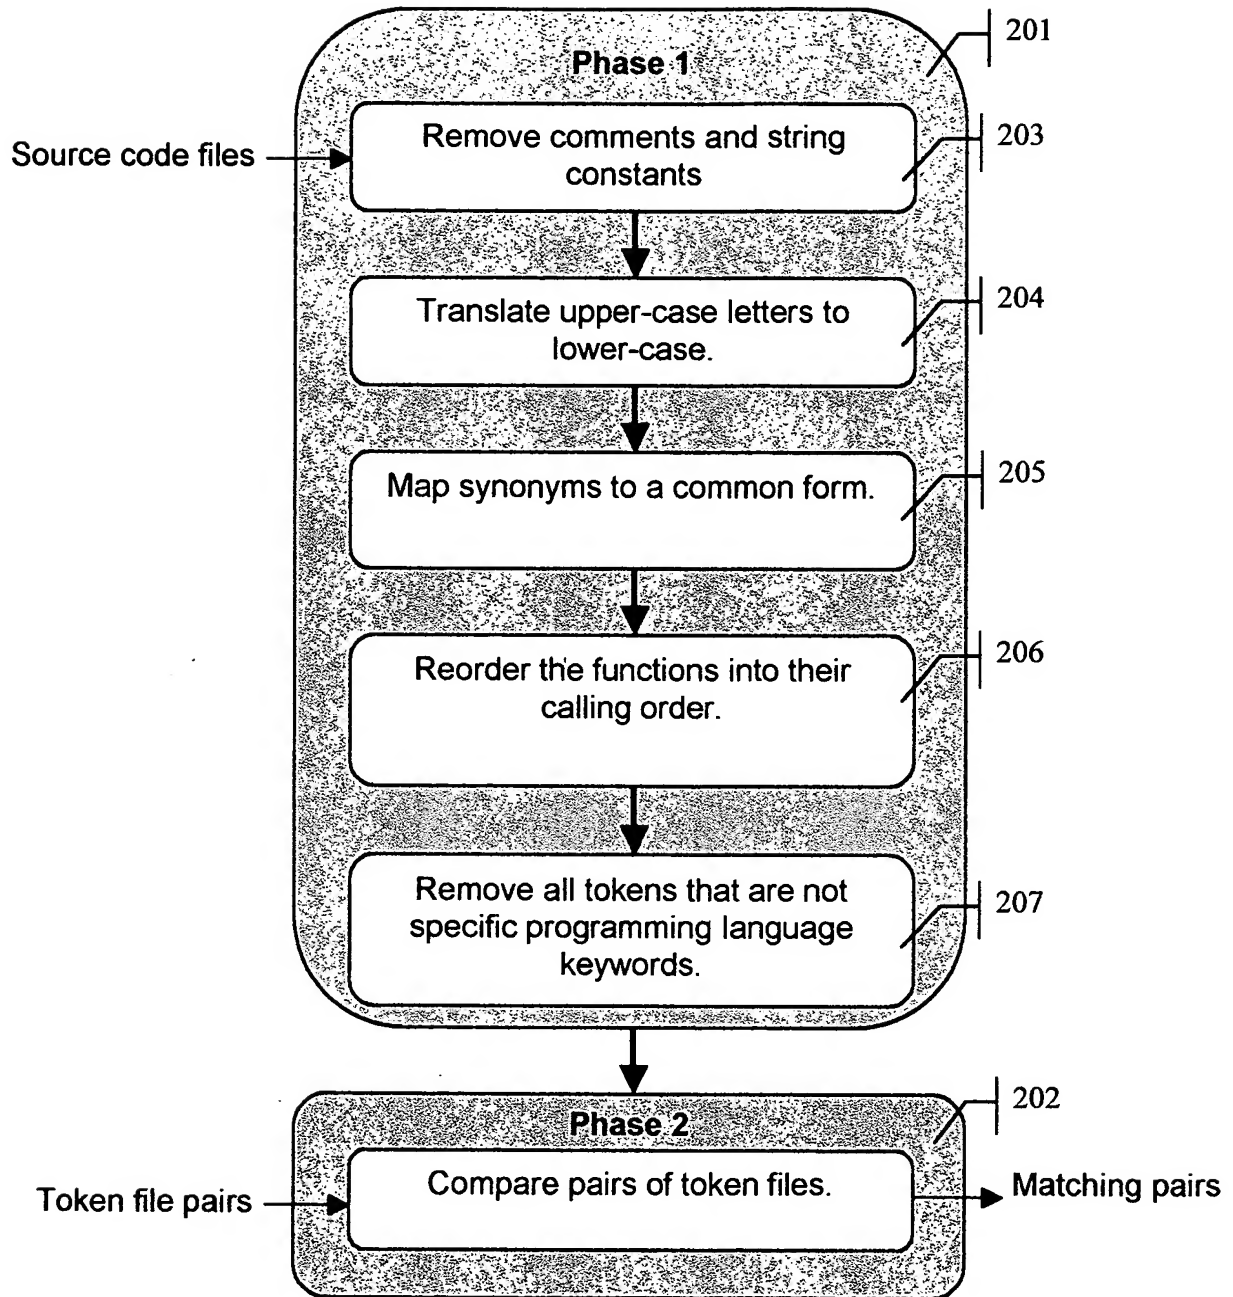 201
Phase 1
Source code files
Remove comments and string
constants
203
Translate upper-case letters to
lower-case.
204
Map synonyms to a common form.
205
Reorder the functions into their
calling order.
206
Remove all tokens that are not
specific programming language
keywords.
207
202
Phase 2
Token file pairs
Compare pairs of token files.
Matching pairs